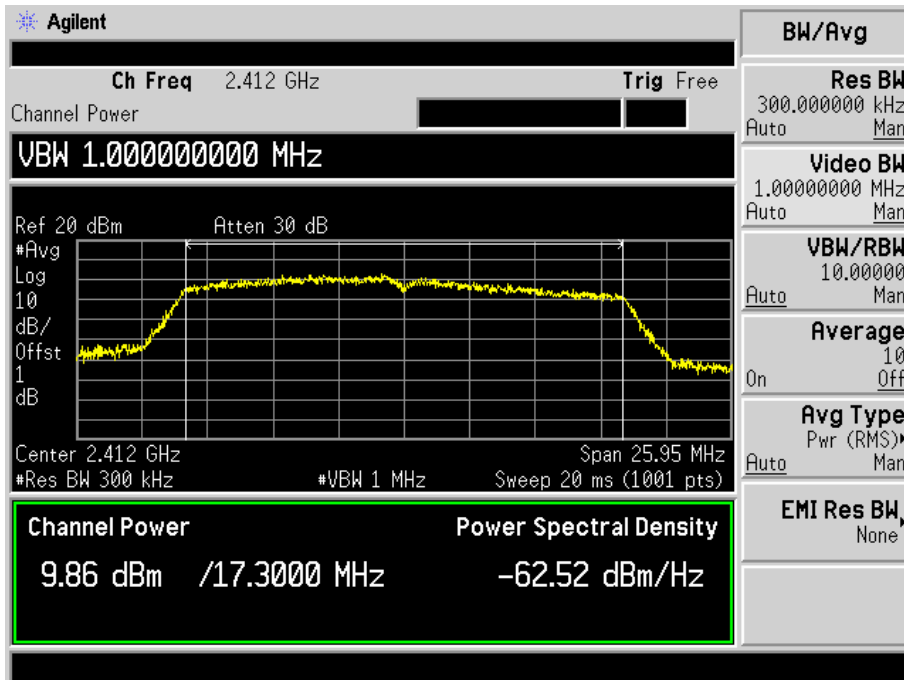 Agilent
BW/Avg
Ch Freq 2.412 GHz Trig Free
Channel Power
VBW 1.000000000 MHz
Ref 20 dBm Atten 30 dB
#Avg
Log
10
dB/
Offst
1
dB
Center 2.412 GHz Span 25.95 MHz
#Res BW 300 kHz #VBW 1 MHz Sweep 20 ms (1001 pts)
Channel Power Power Spectral Density
9.86 dBm /17.3000 MHz -62.52 dBm/Hz
Res BW
300.000000 kHz
Auto Man
Video BW
1.00000000 MHz
Auto Man
VBW/RBW
10.00000
Auto Man
Average
10
On Off
Avg Type
Pwr (RMS)
Auto Man
EMI Res BW
None